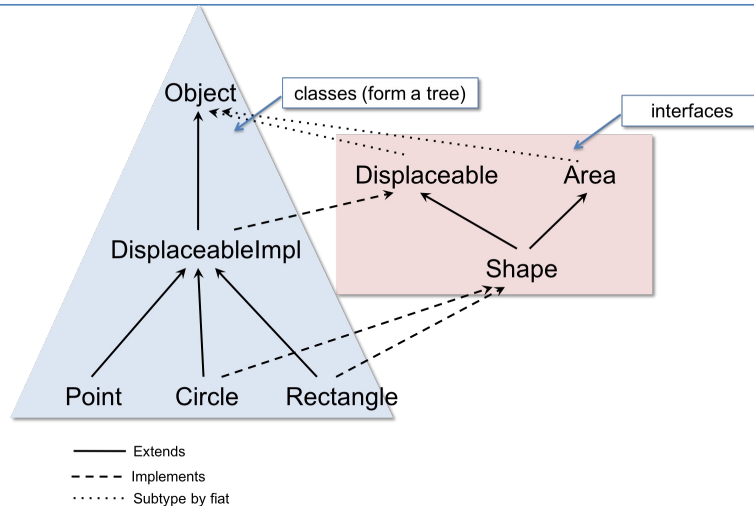 Object
classes (form a tree)
interfaces
Displaceable
Area
DisplaceableImpl
Shape
Point
Circle
Rectangle
Extends
Implements
Subtype by fiat